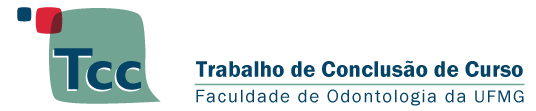 Tcc
Trabalho de Conclusão de Curso
Faculdade de Odontologia da UFMG